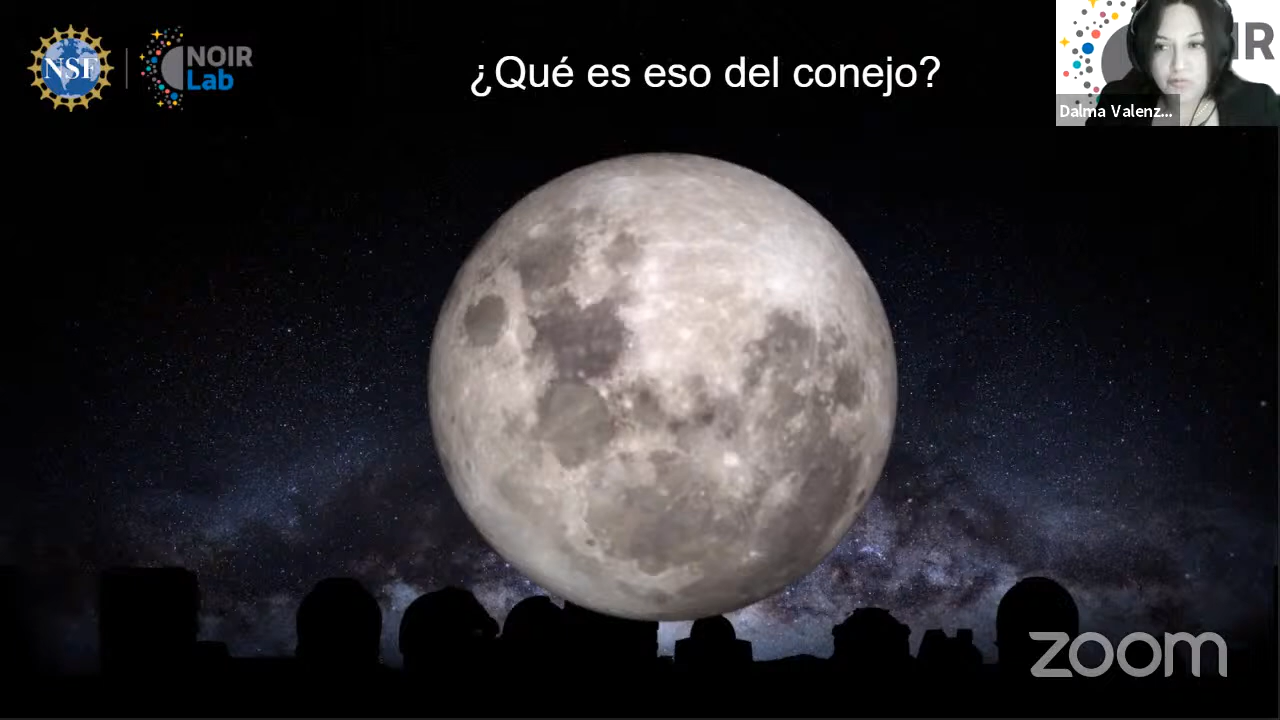 NSF
NOIR
Lab
¿Qué es eso del conejo?
IR
Dalma Valenz...
zoom